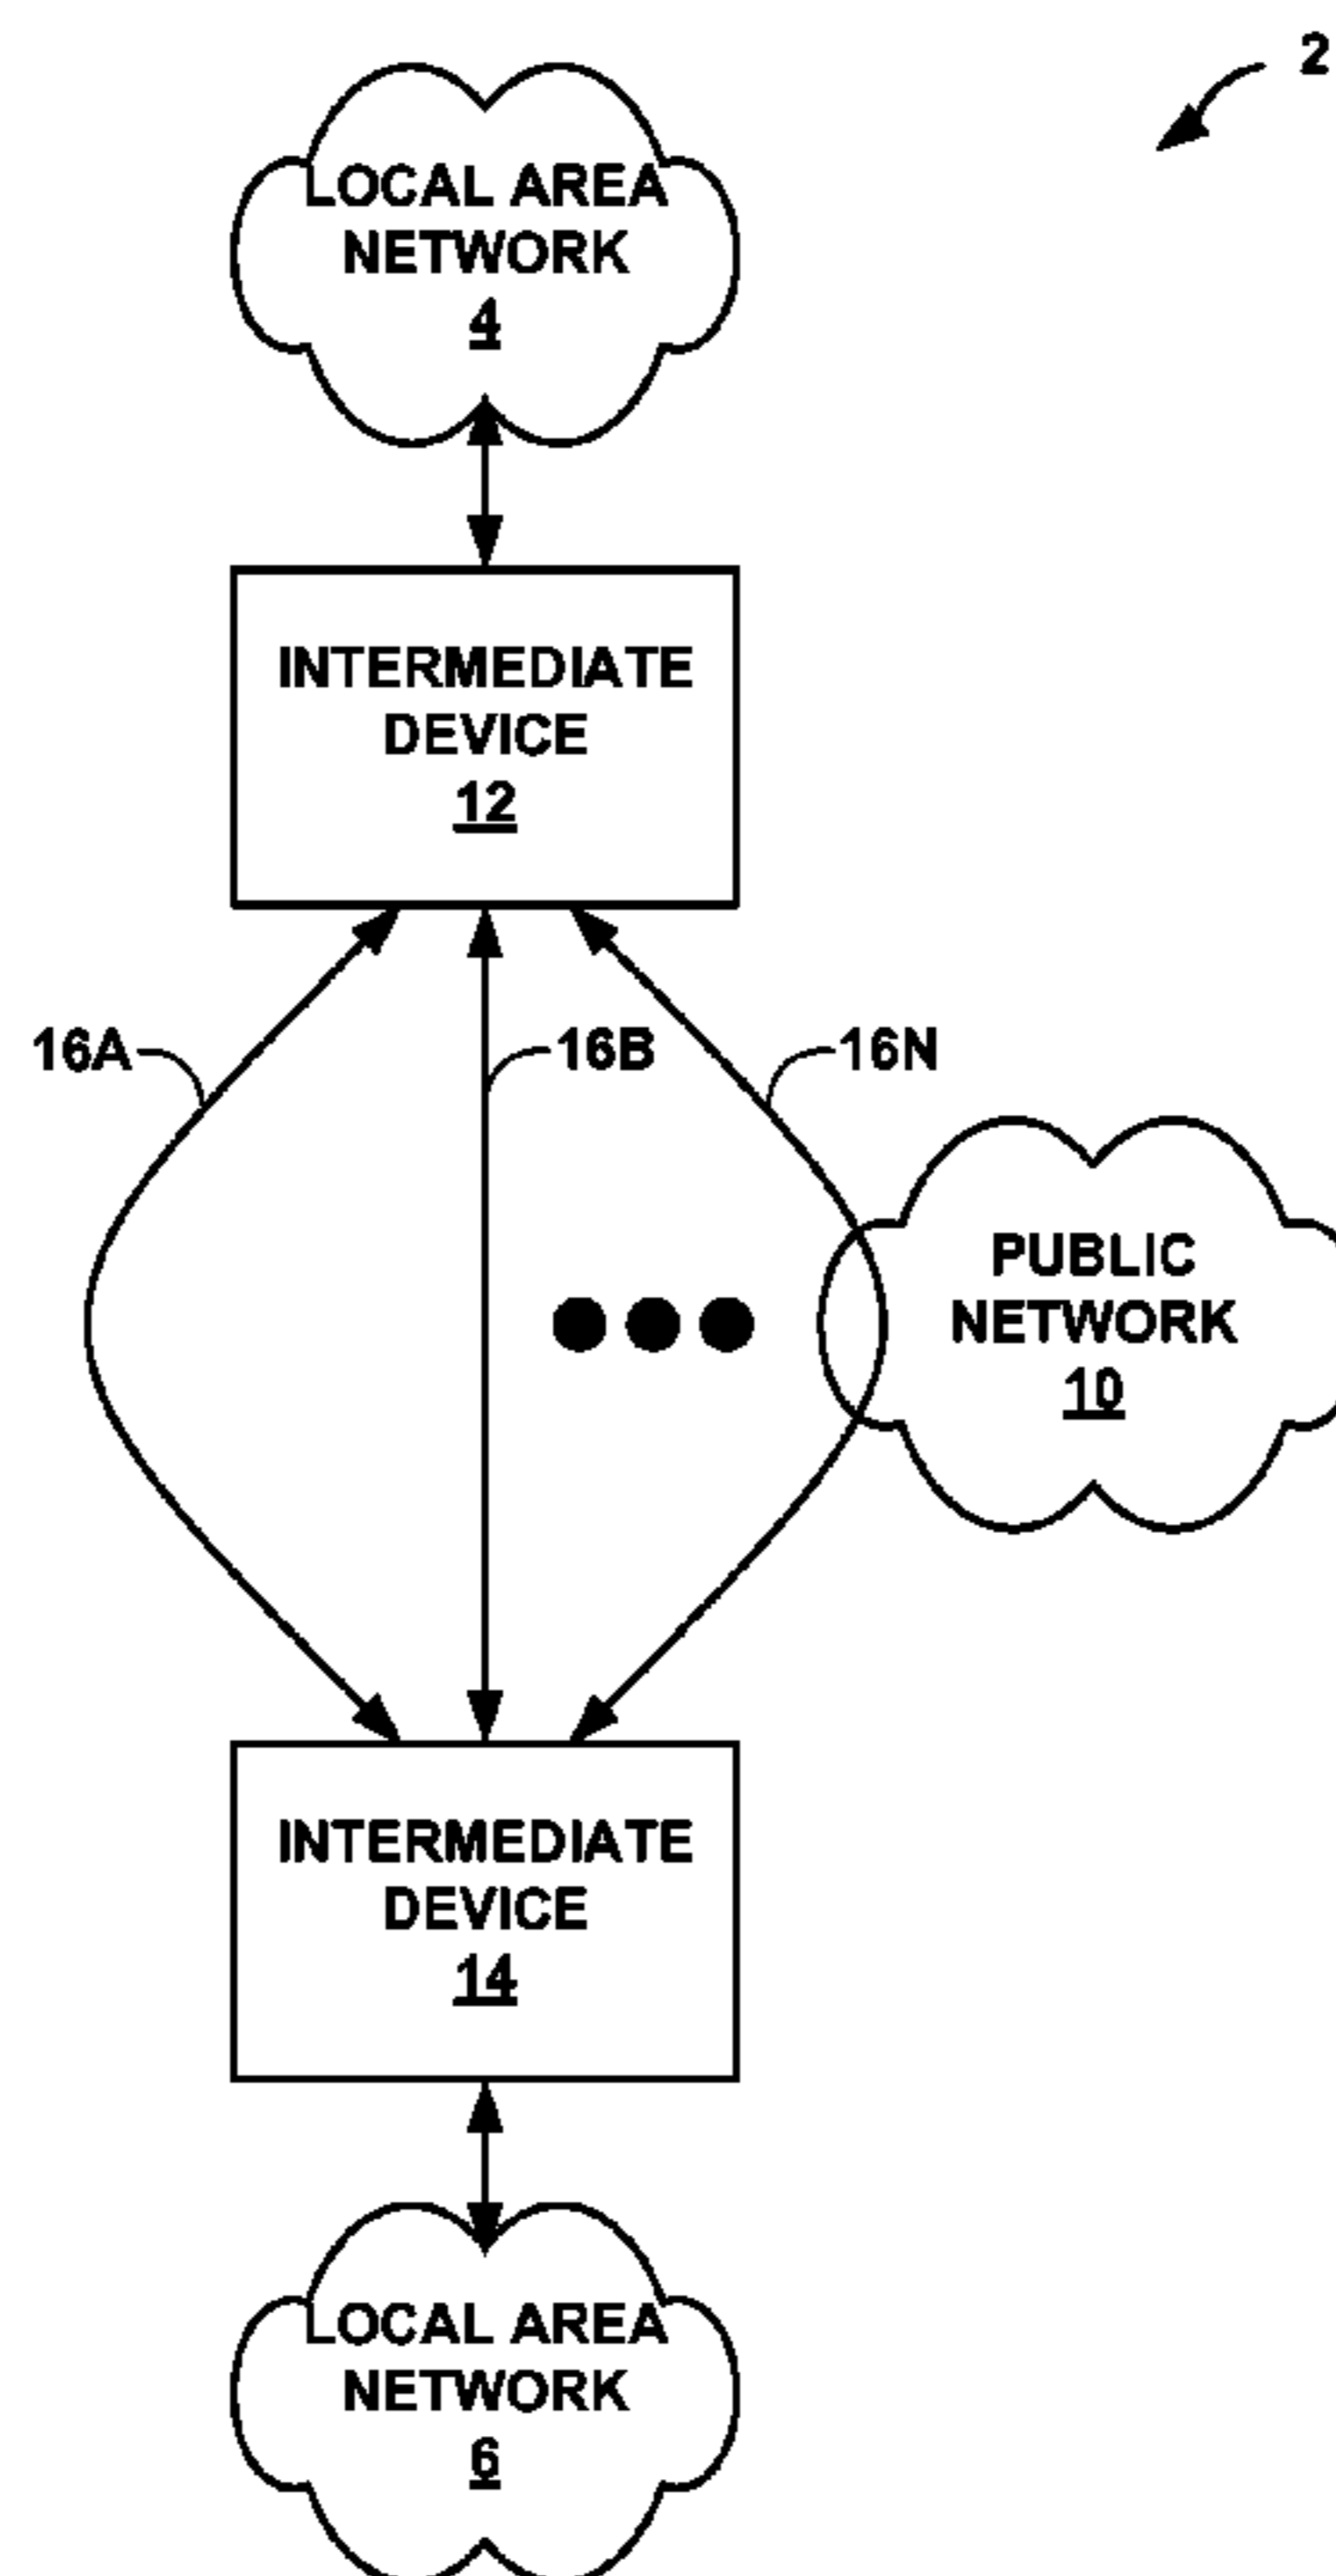 2
LOCAL AREA
NETWORK
4
INTERMEDIATE
DEVICE
12
16A
16B
16N
PUBLIC
NETWORK
10
INTERMEDIATE
DEVICE
14
LOCAL AREA
NETWORK
6